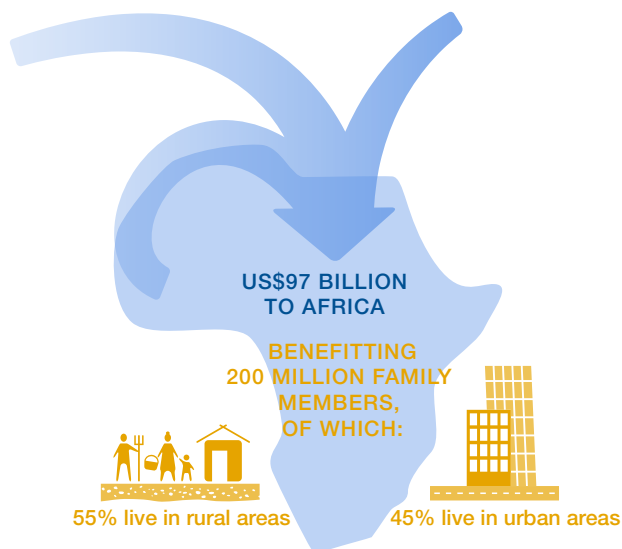 US$97 BILLION
TO AFRICA
BENEFITTING
200 MILLION FAMILY
MEMBERS,
OF WHICH:
55% live in rural areas
45% live in urban areas